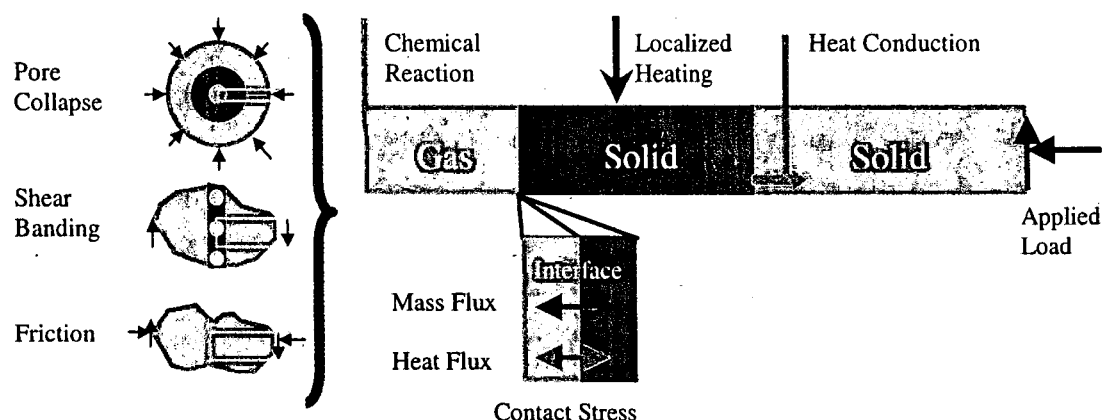 Pore
Collapse
Shear
Banding
Friction
Chemical
Reaction
Localized
Heating
Heat Conduction
Gas
Solid
Solid
Applied
Load
Interface
Mass Flux
Heat Flux
Contact Stress